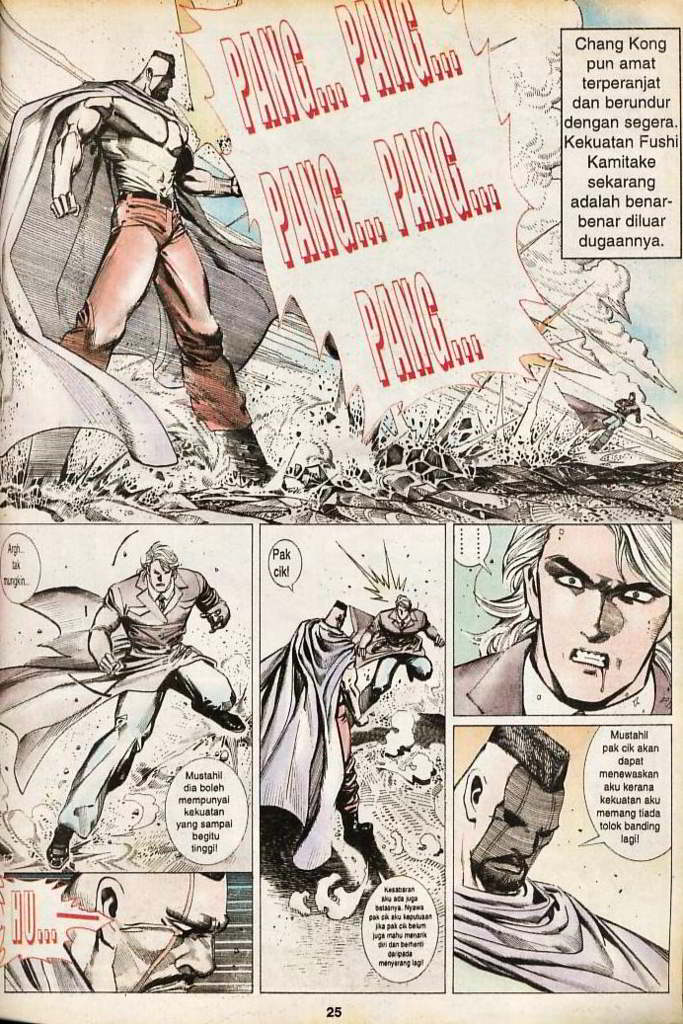 PANG... PANG...
PANG... PANG...
PANG...
Chang Kong
pun amat
terperanjat
dan berundur
dengan segera.
Kekuatan Fushi
Kamitake
sekarang
adalah benar-
benar diluar
dugaannya.
Argh...
tak
mungkin...
Mustahil
dia boleh
mempunyai
kekuatan
yang sampai
begitu
tinggi!
HU...
Pak
cik!
Kesabaran
aku ada juga
batasnya. Nyawa
pak cik aku keputusan
jika pak cik belum
juga mahu menarik
diri dan berhenti
daripada
menyerang lagi!
......
Mustahil
pak cik akan
dapat
menewaskan
aku kerana
kekuatan aku
memang tiada
tolok banding
lagi!
25